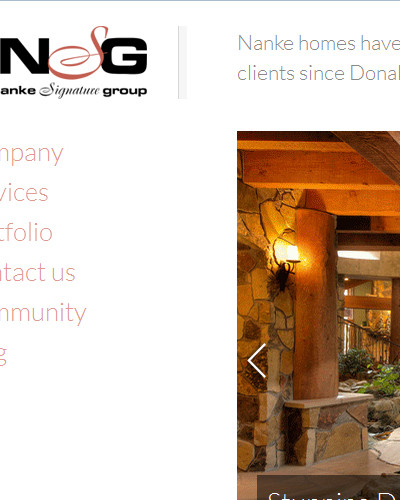 NSG
anke Signature group
Nanke homes have
clients since Donal
mpany
vices
tfolio
ntact us
mmunity
g
Stunning D